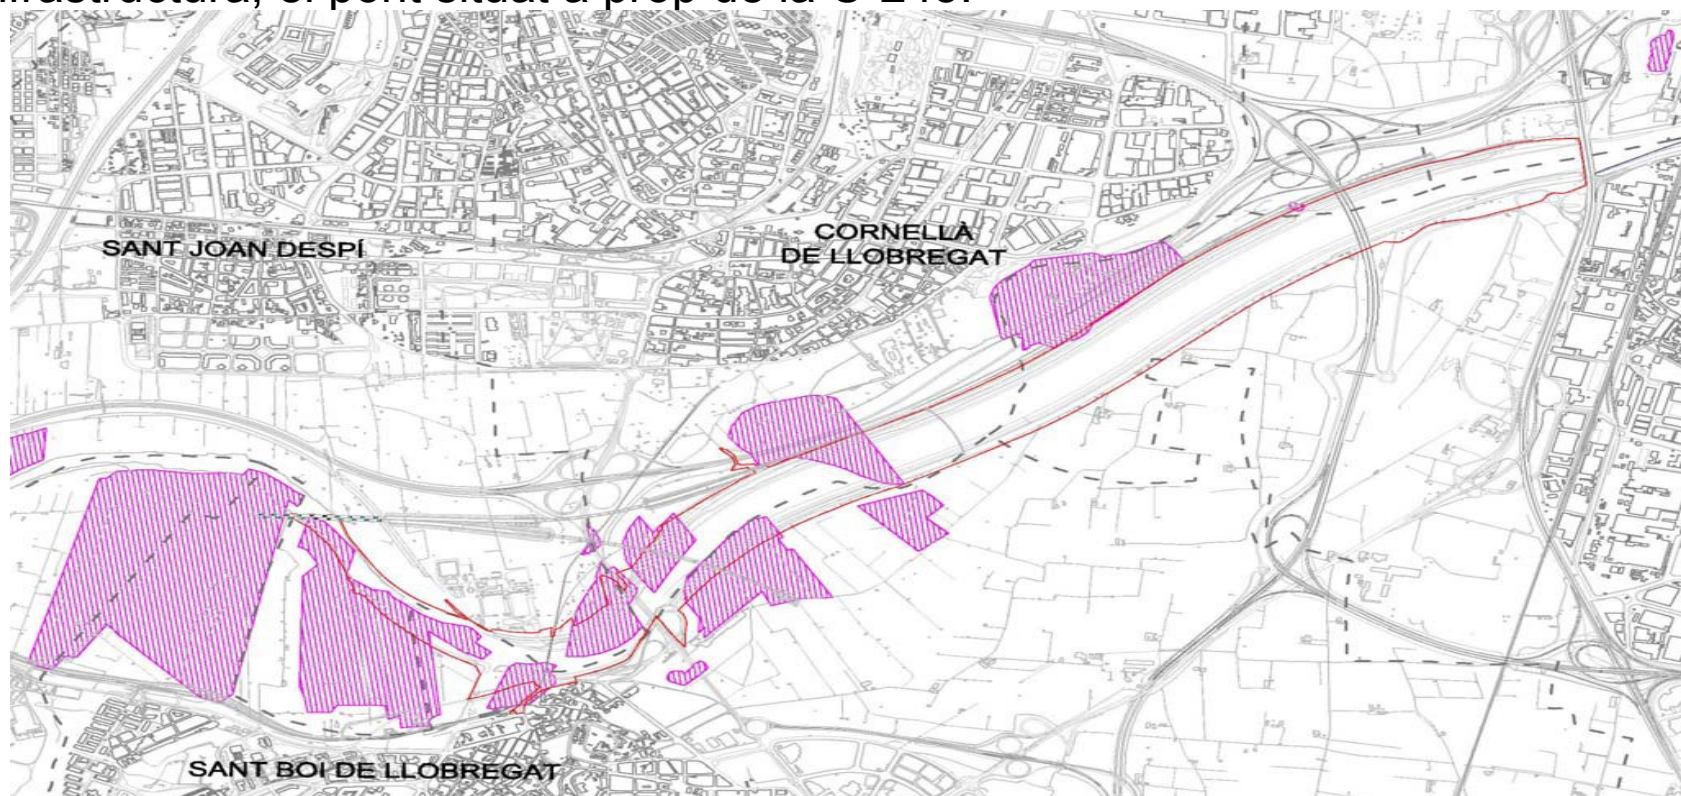 SANT JOAN DESPÍ
CORNELLÀ
DE LLOBREGAT
SANT BOI DE LLOBREGAT